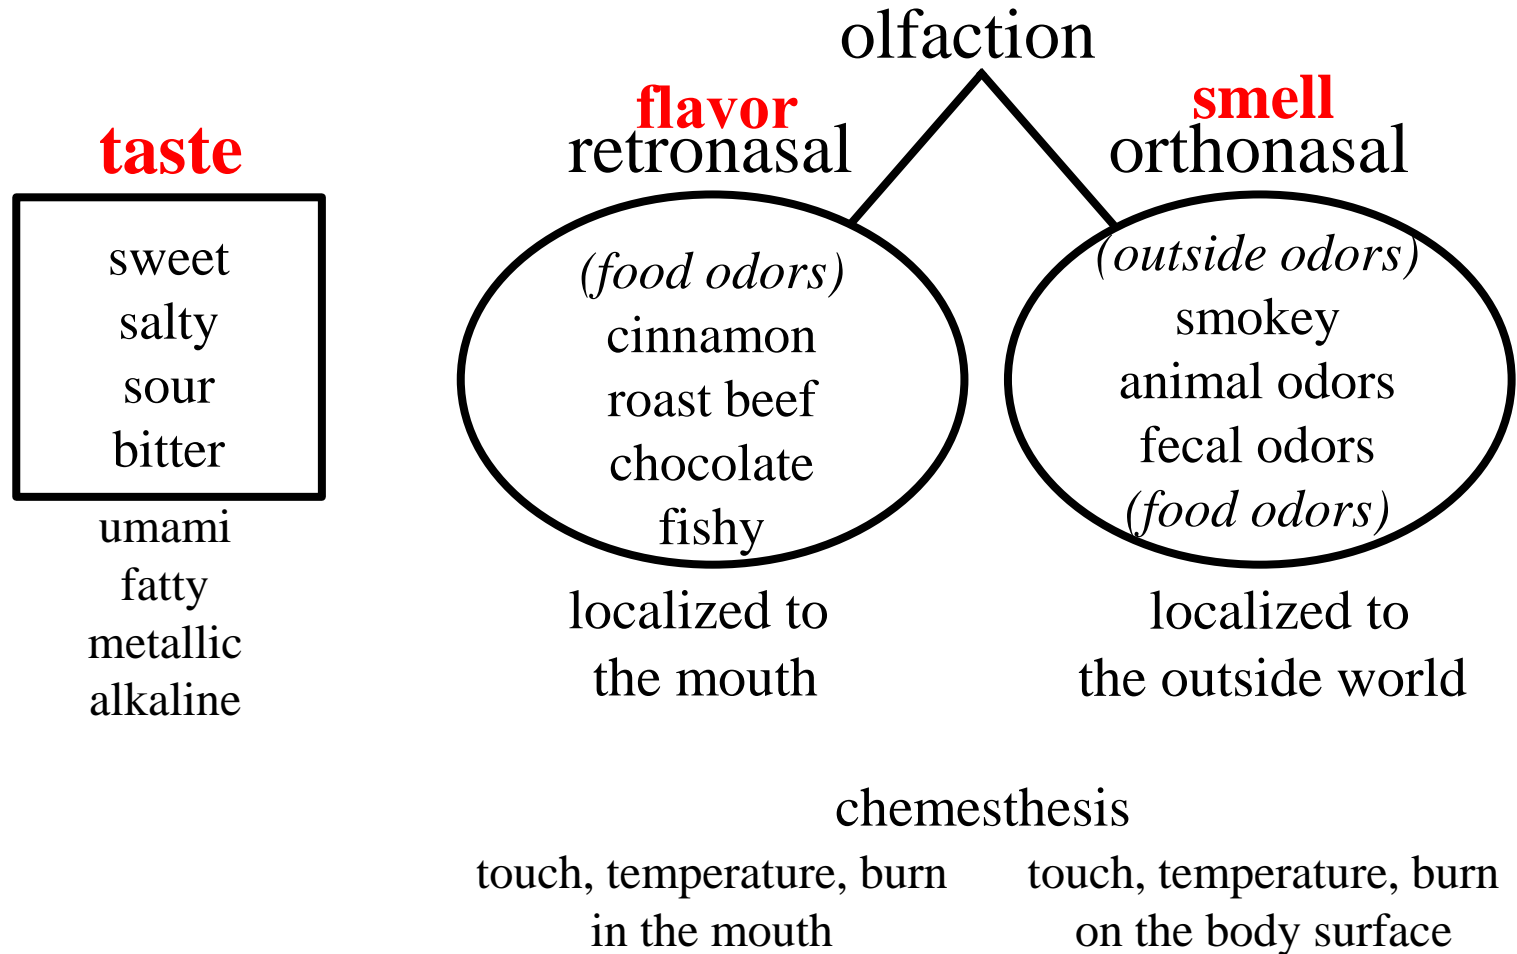 olfaction
taste
sweet
salty
sour
bitter
umami
fatty
metallic
alkaline
flavor
retronasal
(food odors)
cinnamon
roast beef
chocolate
fishy
localized to
the mouth
smell
orthonasal
(outside odors)
smokey
animal odors
fecal odors
(food odors)
localized to
the outside world
chemesthesis
touch, temperature, burn
in the mouth
touch, temperature, burn
on the body surface